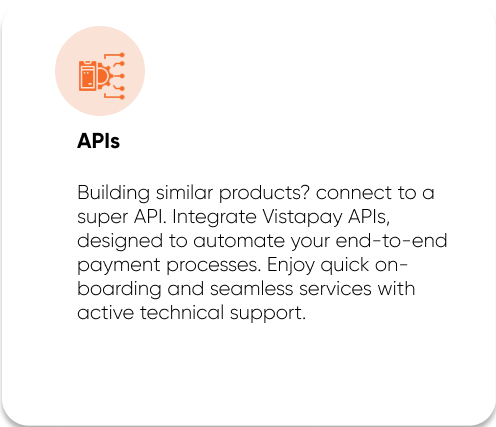 APIs
Building similar products? connect to a
super API. Integrate Vistapay APIs,
designed to automate your end-to-end
payment processes. Enjoy quick on-
boarding and seamless services with
active technical support.